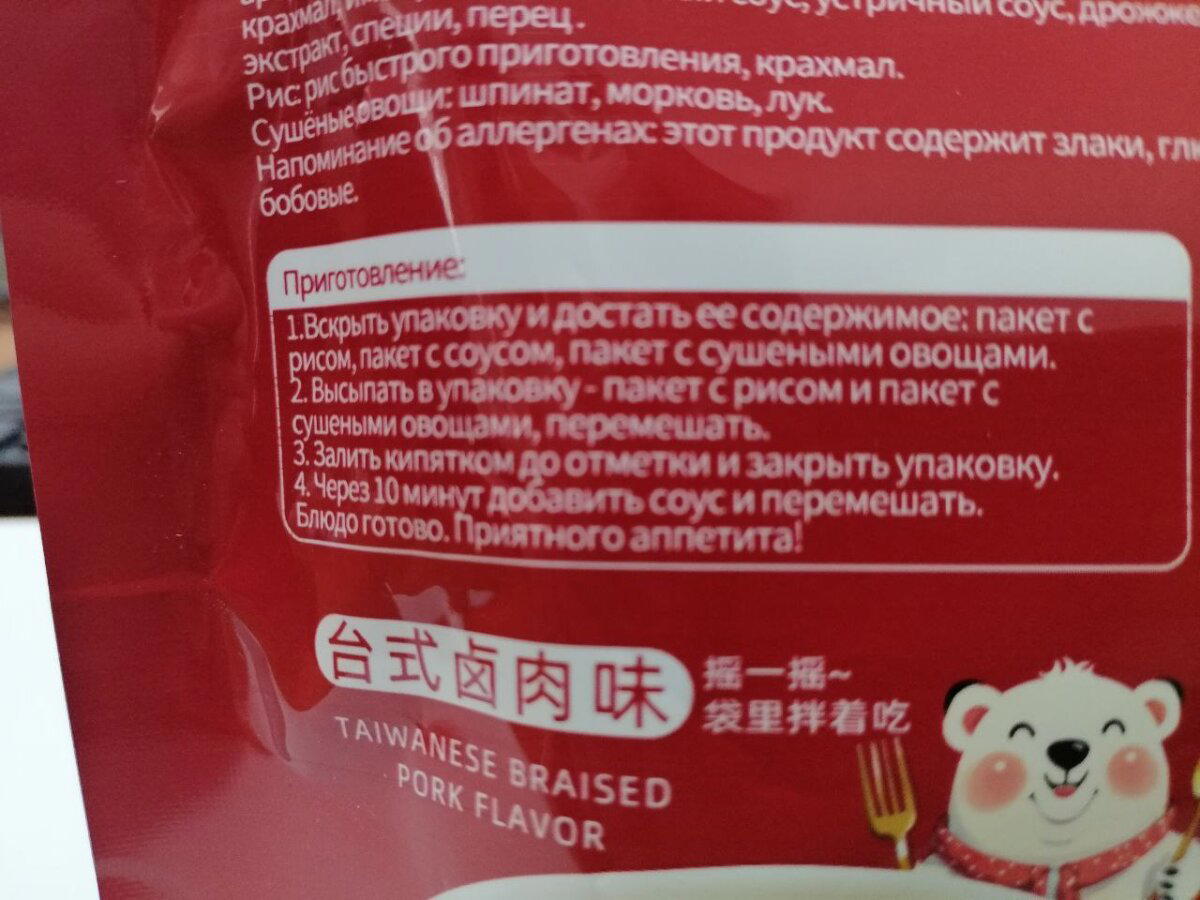 крахмал,
соус, устричный соус,
экстракт, специи, перец.
Рис: рис быстрого приготовления, крахмал.
Сушёные овощи: шпинат, морковь, лук.
Напоминание об аллергенах: этот продукт содержит злаки,
бобовые.
Приготовление:
1.Вскрыть упаковку и достать ее содержимое: пакет с
рисом, пакет с соусом, пакет с сушеными овощами.
2. Высыпать в упаковку - пакет с рисом и пакет с
сушеными овощами, перемешать.
3. Залить кипятком до отметки и закрыть упаковку.
4. Через 10 минут добавить соус и перемешать.
Блюдо готово. Приятного аппетита!
台式卤肉味
摇一摇~
袋里拌着吃
TAIWANESE BRAISED
PORK FLAVOR